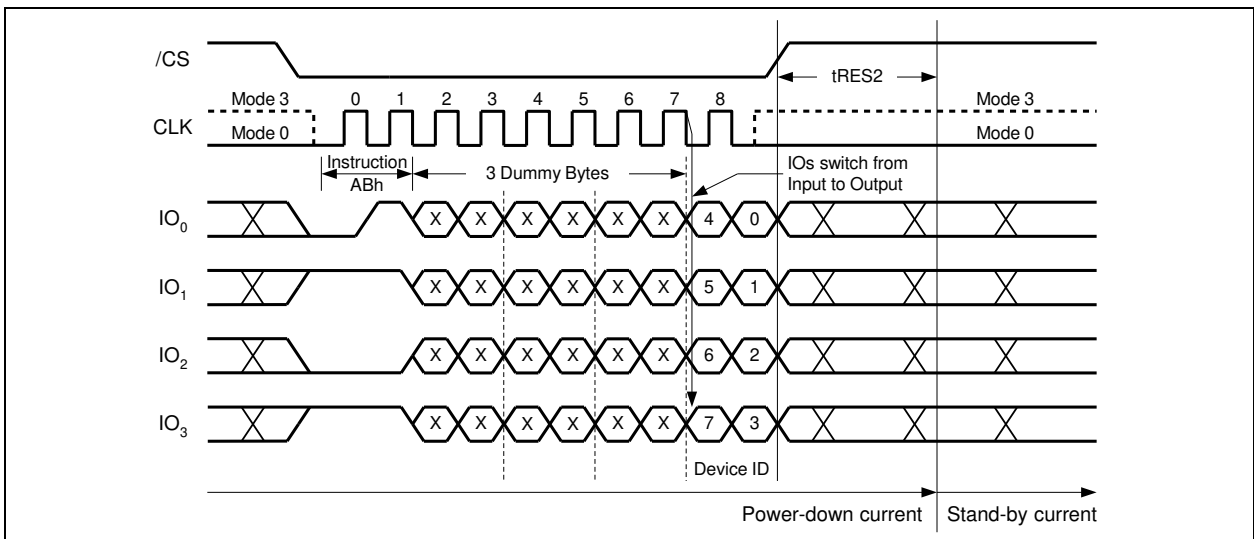 /CS
tRES2
Mode 3 0 1 2 3 4 5 6 7 8 Mode 3
CLK
Mode 0 Mode 0
Instruction
ABh
3 Dummy Bytes
IOs switch from
Input to Output
IO0 X X X X X X 4 0
IO1 X X X X X X 5 1
IO2 X X X X X X 6 2
IO3 X X X X X X 7 3
Device ID
Power-down current Stand-by current